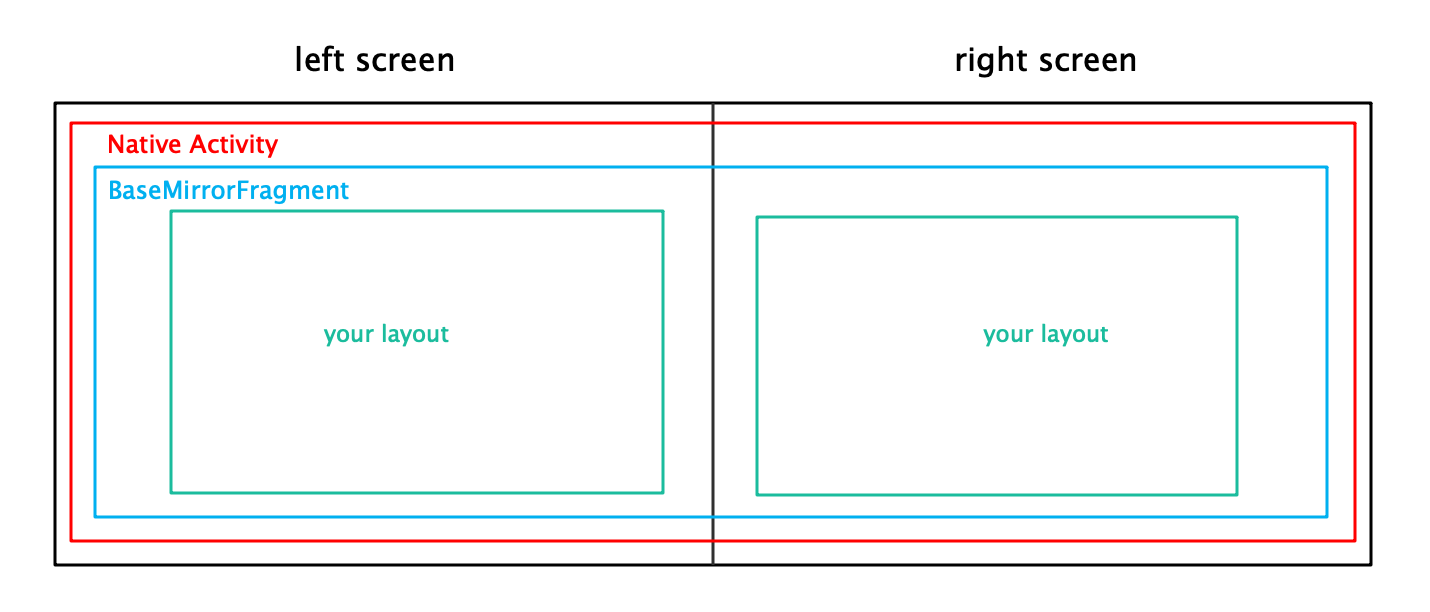 left screen
right screen
Native Activity
BaseMirrorFragment
your layout
your layout